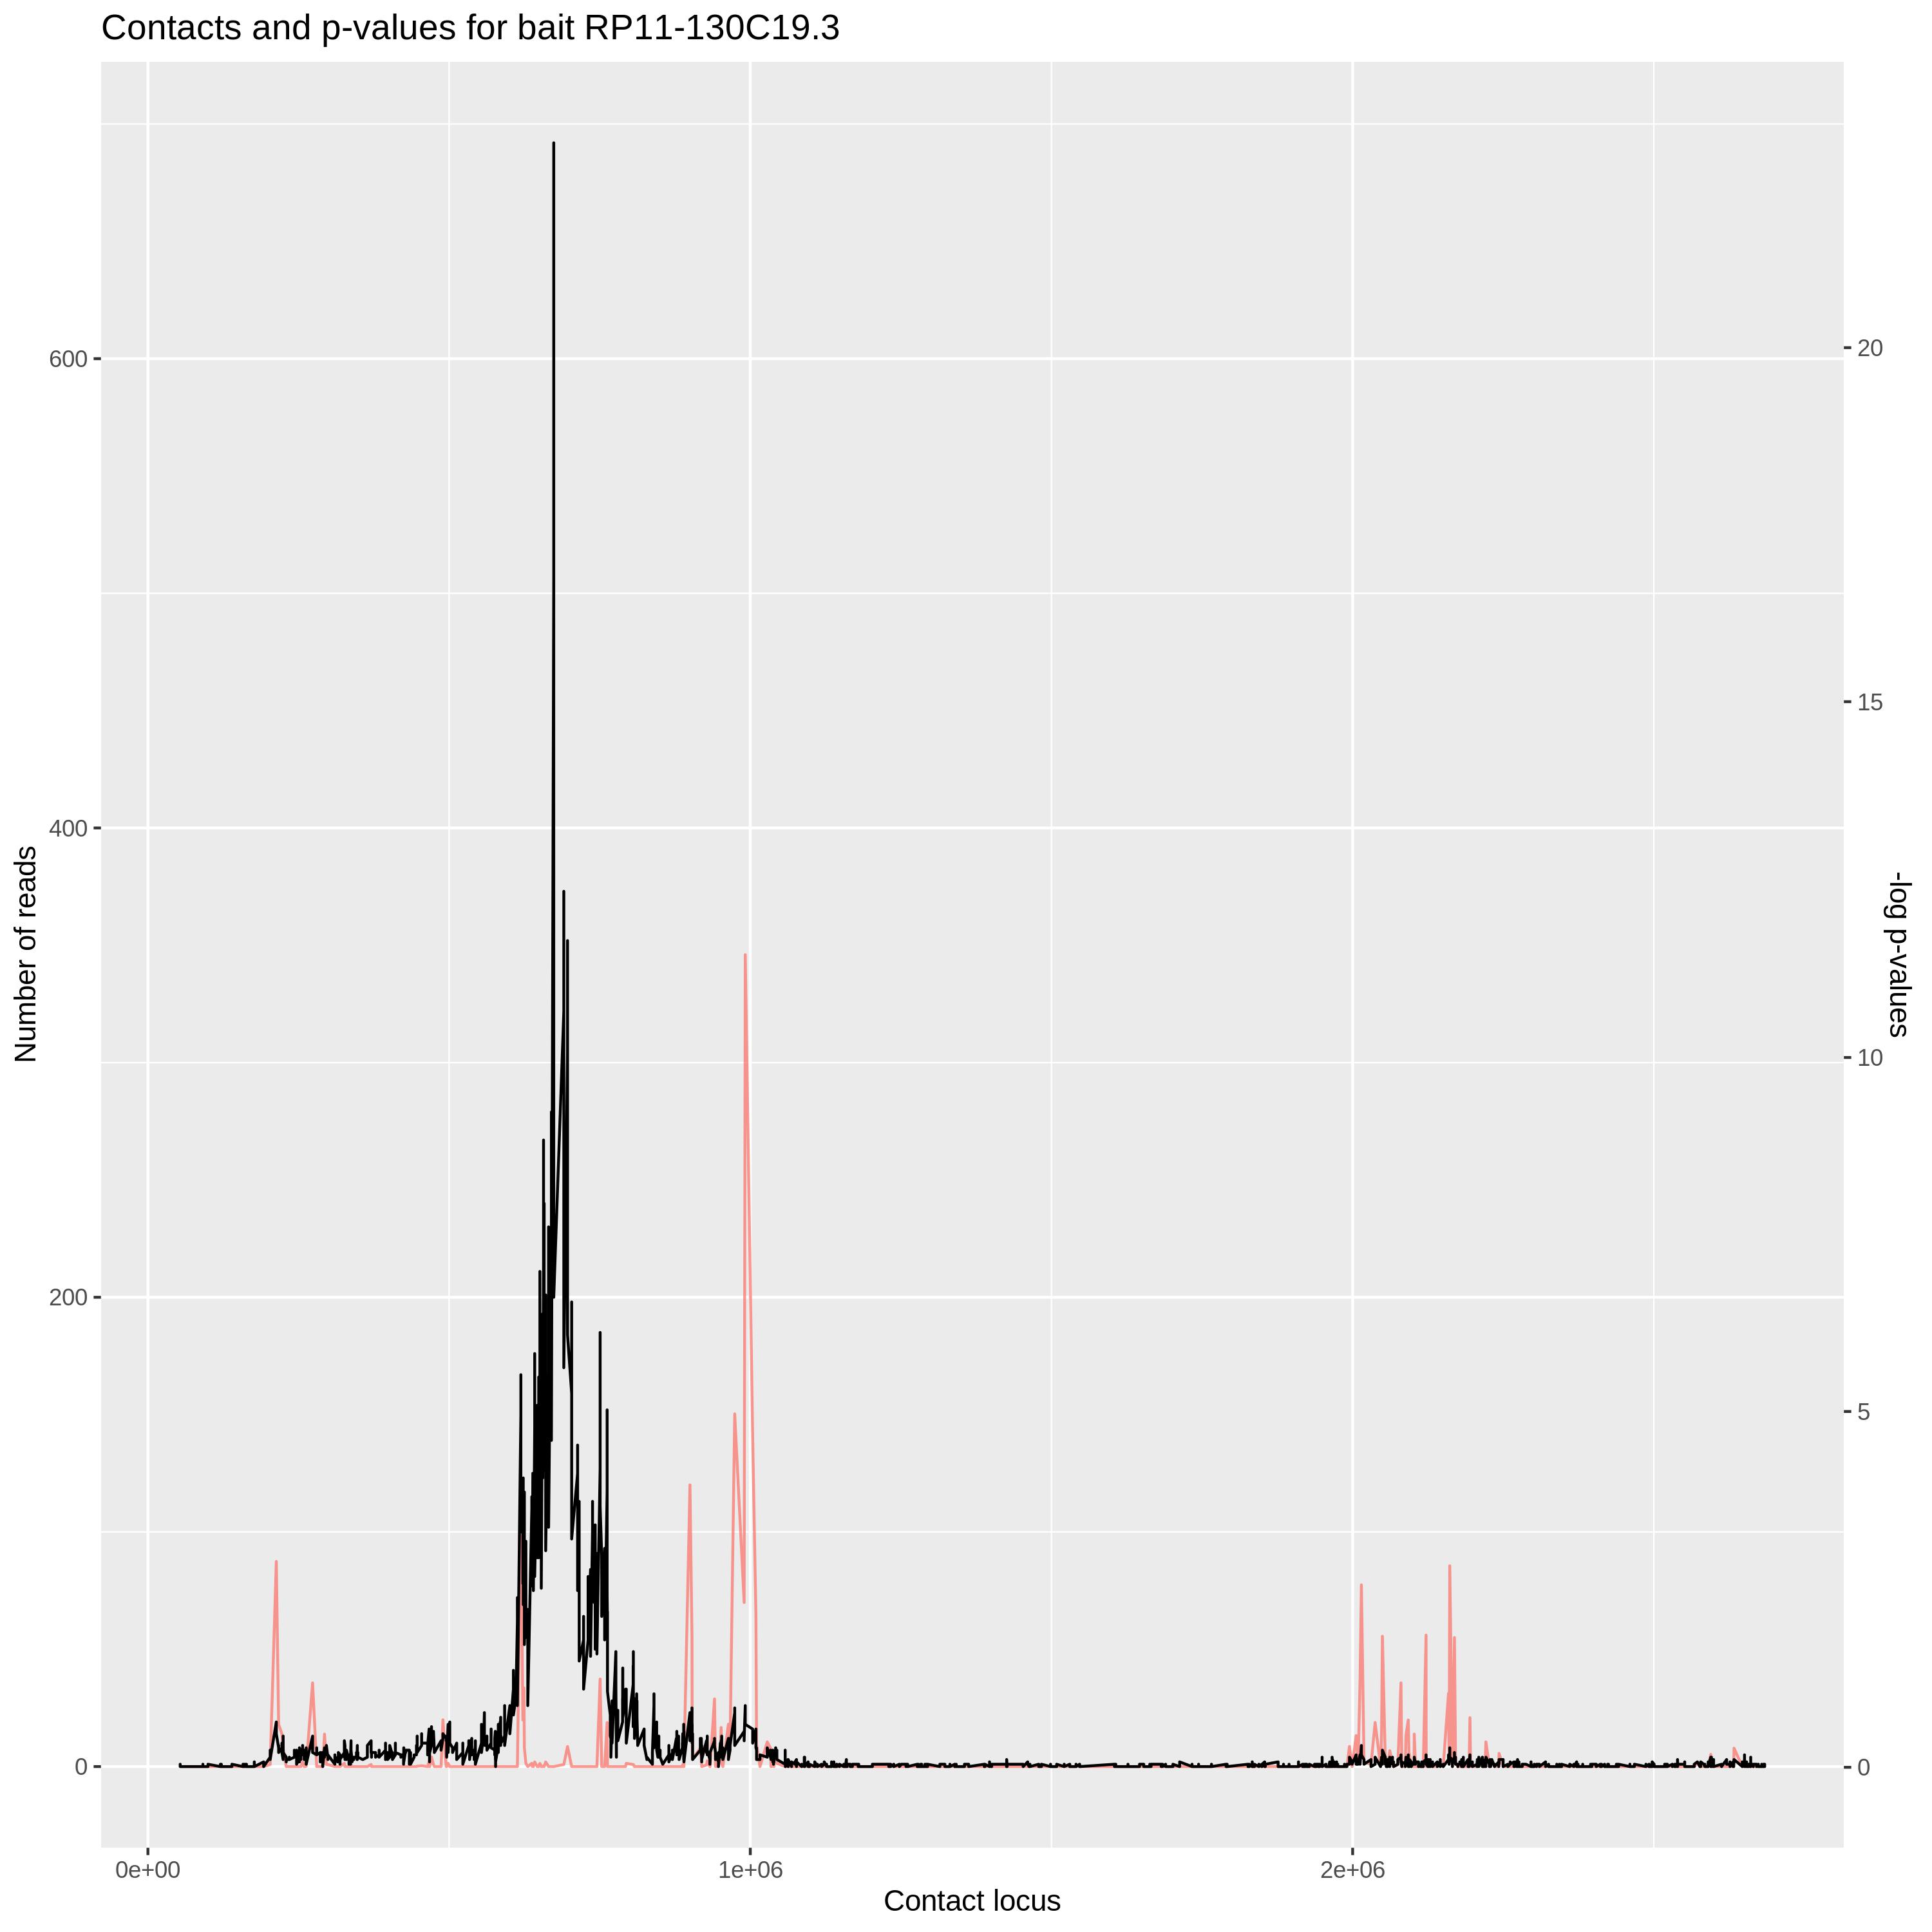 Contacts and p-values for bait RP11-130C19.3
600
400
200
0
Number of reads
20
15
10
5
0
-log p-values
0e+00
1e+06
2e+06
Contact locus